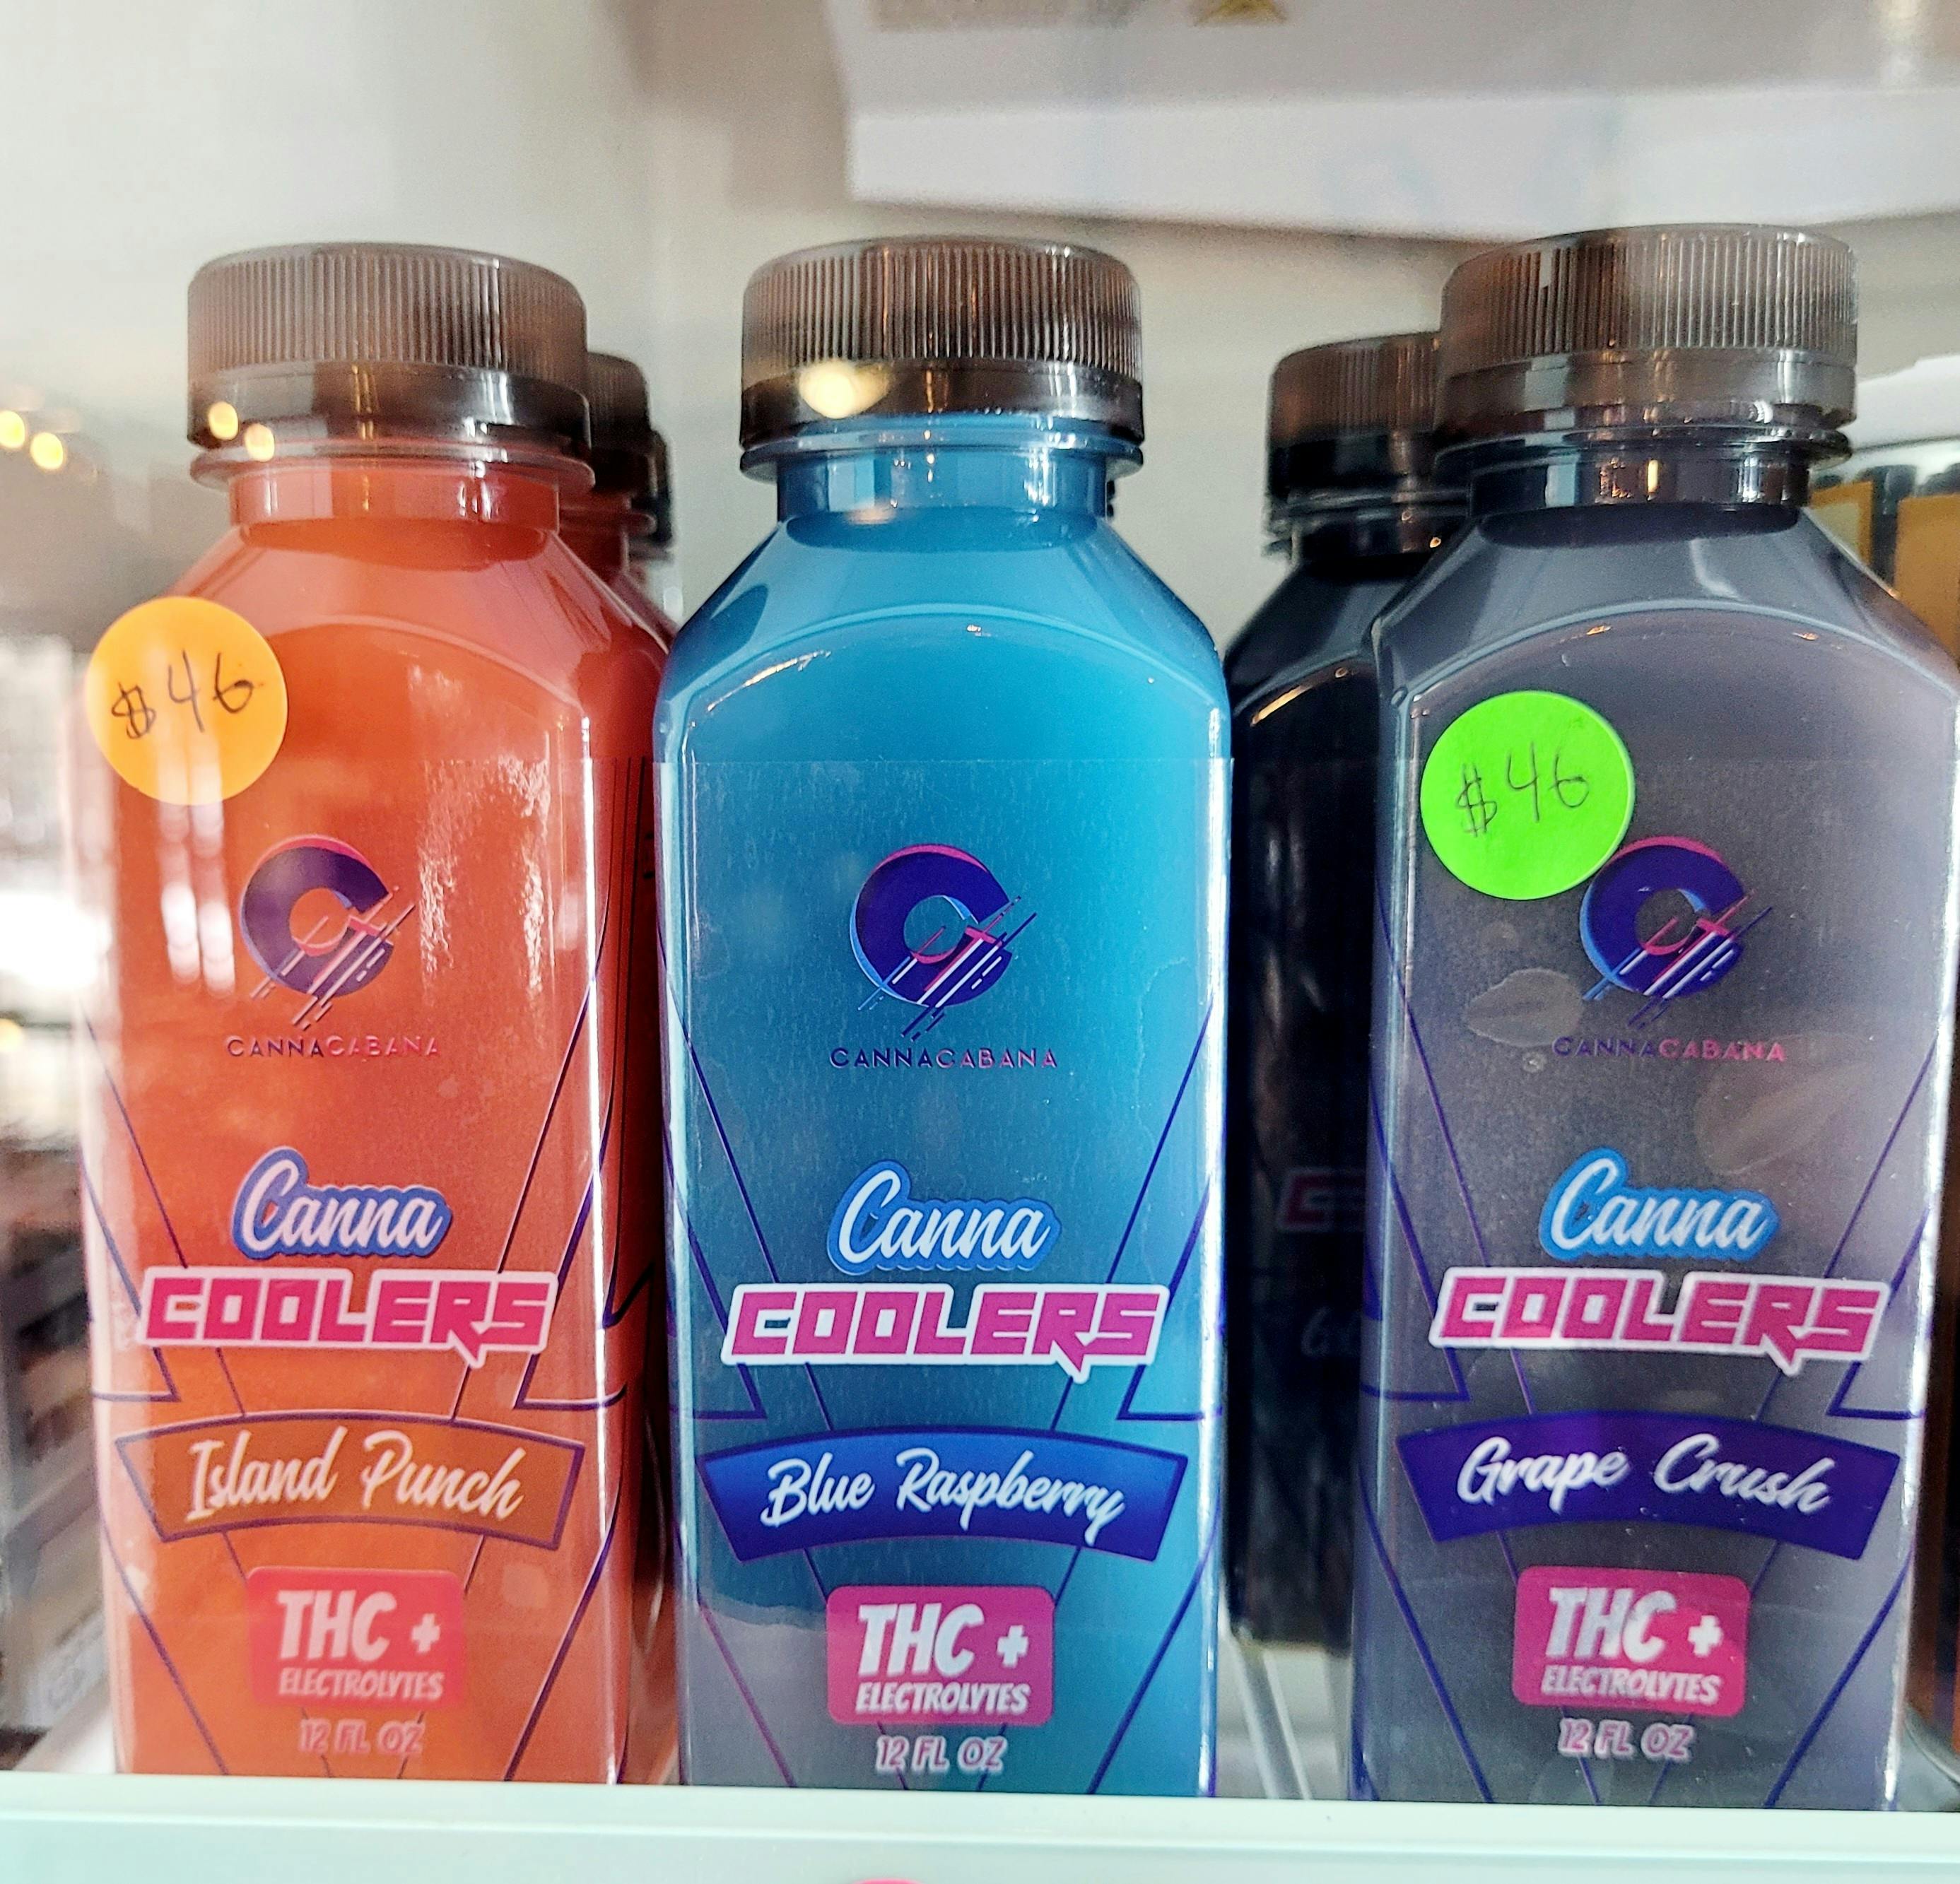 $46
CANNACABANA
Canna
COOLERS
Island Punch
THC +
ELECTROLYTES
12 FL OZ
CANNACABANA
Canna
COOLERS
Blue Raspberry
THC +
ELECTROLYTES
12 FL OZ
$46
CANNACABANA
Canna
COOLERS
Grape Crush
THC +
ELECTROLYTES
12 FL OZ